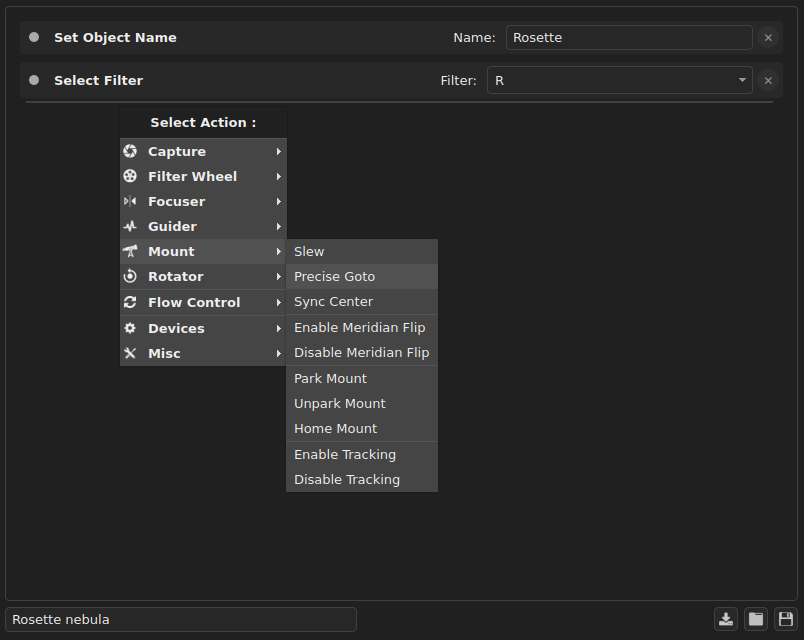 Set Object Name Name: Rosette
Select Filter Filter: R
Select Action :
Capture
Filter Wheel
Focuser
Guider
Mount
Rotator
Flow Control
Devices
Misc
Slew
Precise Goto
Sync Center
Enable Meridian Flip
Disable Meridian Flip
Park Mount
Unpark Mount
Home Mount
Enable Tracking
Disable Tracking
Rosette nebula